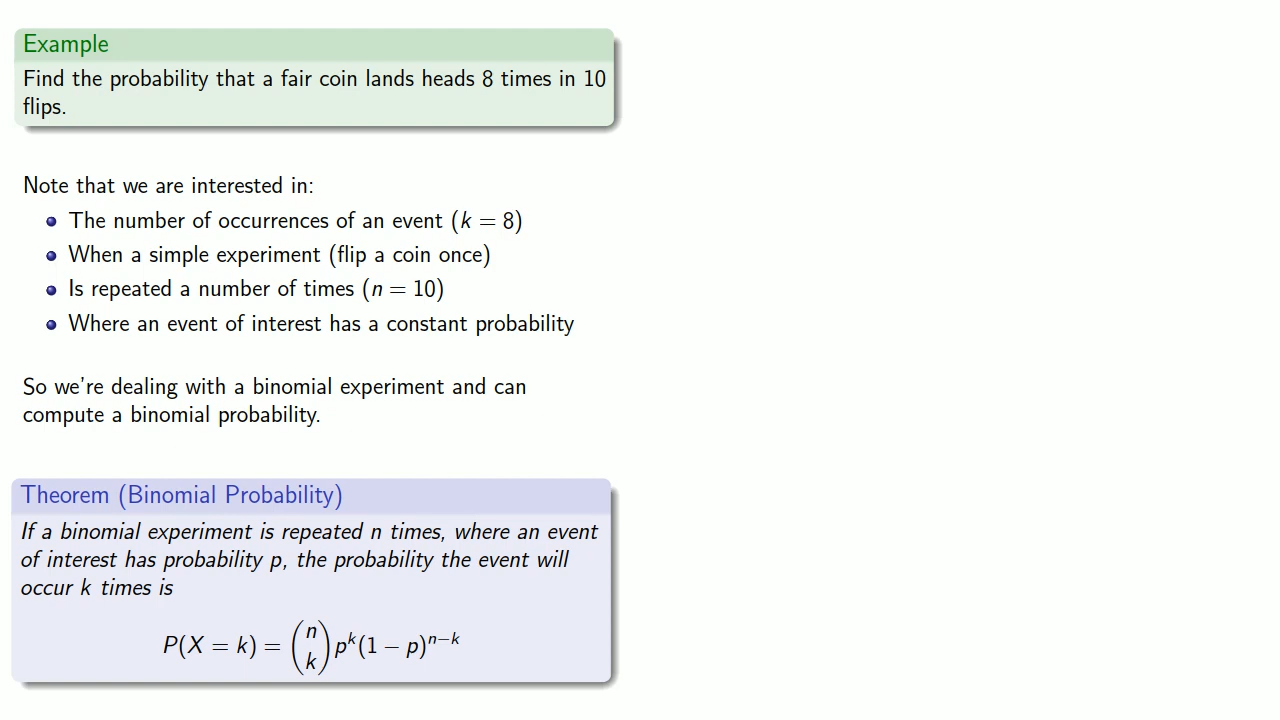 Example
Find the probability that a fair coin lands heads 8 times in 10
flips.
Note that we are interested in:
The number of occurrences of an event (k = 8)
When a simple experiment (flip a coin once)
Is repeated a number of times (n = 10)
Where an event of interest has a constant probability
So we're dealing with a binomial experiment and can
compute a binomial probability.
Theorem (Binomial Probability)
If a binomial experiment is repeated n times, where an event
of interest has probability p, the probability the event will
occur k times is
P(X = k) = \binom{n}{k} p^k (1 − p)^{n−k}